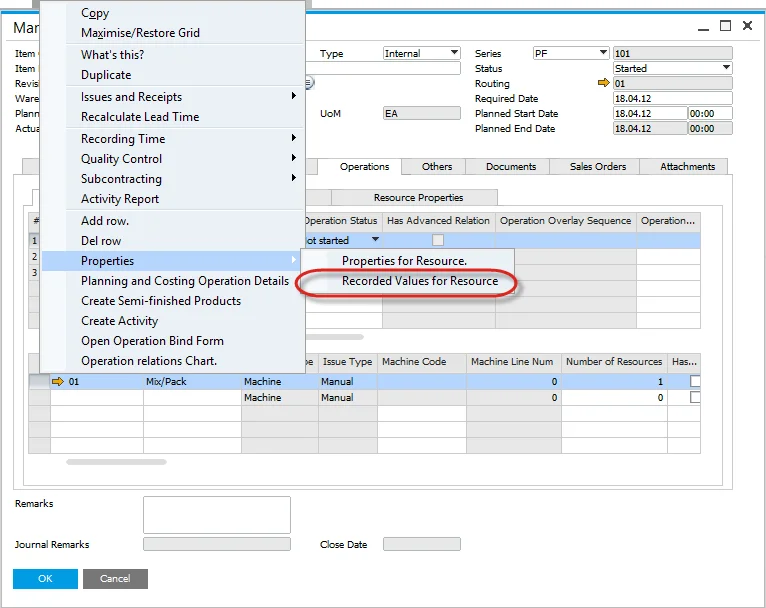 Copy
Maximise/Restore Grid
What's this?
Duplicate
Issues and Receipts
Recalculate Lead Time
Recording Time
Quality Control
Subcontracting
Activity Report
Add row.
Del row
Properties
Planning and Costing Operation Details
Create Semi-finished Products
Create Activity
Open Operation Bind Form
Operation relations Chart.
Properties for Resource.
Recorded Values for Resource
Type Internal Series PF 101
Status Started
Routing 01
Required Date 18.04.12
UoM EA Planned Start Date 18.04.12 00:00
Planned End Date 18.04.12 00:00
Operations Others Documents Sales Orders Attachments
Resource Properties
# Operation Status Has Advanced Relation Operation Overlay Sequence Operation...
1 ot started
2
3
Issue Type Machine Code Machine Line Num Number of Resources Has...
01 Mix/Pack Machine Manual 0 1
Machine Manual 0 0
Remarks
Journal Remarks Close Date
OK Cancel